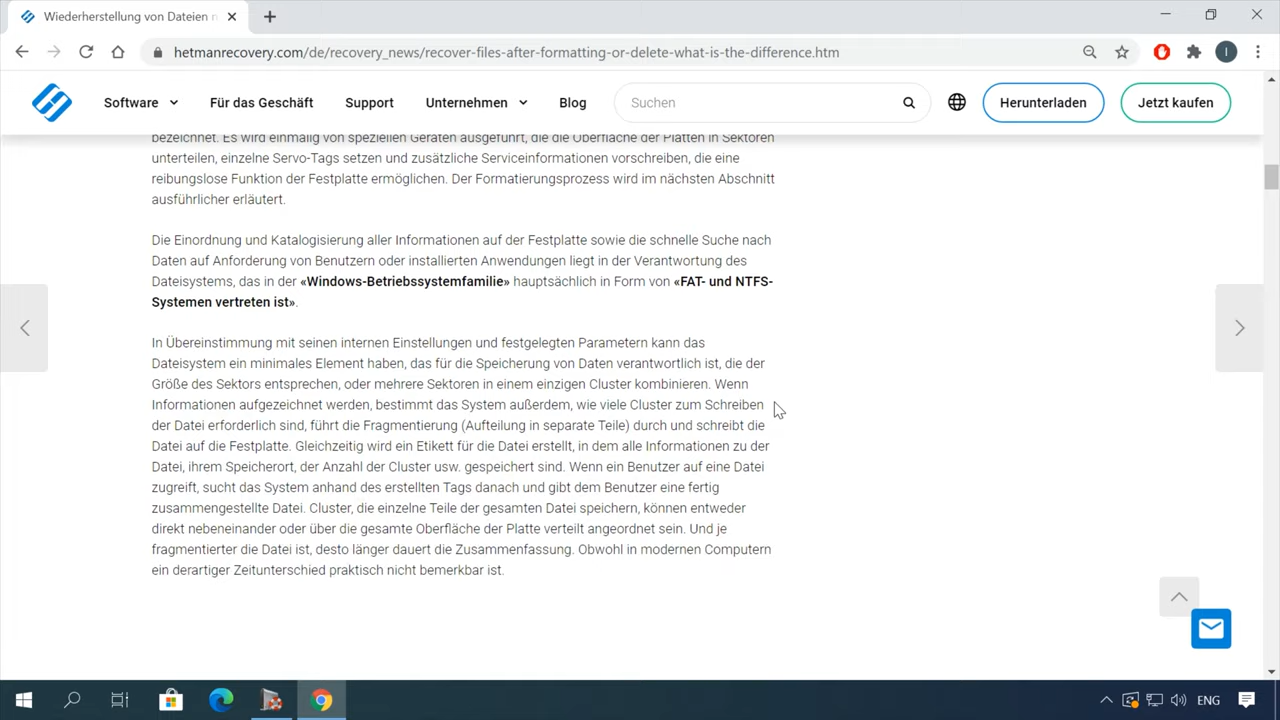 Wiederherstellung von Dateien n
hetmanrecovery.com/de/recovery_news/recover-files-after-formatting-or-delete-what-is-the-difference.htm
I
Software
Für das Geschäft
Support
Unternehmen
Blog
Suchen
Herunterladen
Jetzt kaufen
bezeichnet. Es wird einmalig von speziellen Geräten ausgeführt, die die Oberfläche der Platten in Sektoren
unterteilen, einzelne Servo-Tags setzen und zusätzliche Serviceinformationen vorschreiben, die eine
reibungslose Funktion der Festplatte ermöglichen. Der Formatierungsprozess wird im nächsten Abschnitt
ausführlicher erläutert.
Die Einordnung und Katalogisierung aller Informationen auf der Festplatte sowie die schnelle Suche nach
Daten auf Anforderung von Benutzern oder installierten Anwendungen liegt in der Verantwortung des
Dateisystems, das in der «Windows-Betriebssystemfamilie» hauptsächlich in Form von «FAT- und NTFS-
Systemen vertreten ist».
In Übereinstimmung mit seinen internen Einstellungen und festgelegten Parametern kann das
Dateisystem ein minimales Element haben, das für die Speicherung von Daten verantwortlich ist, die der
Größe des Sektors entsprechen, oder mehrere Sektoren in einem einzigen Cluster kombinieren. Wenn
Informationen aufgezeichnet werden, bestimmt das System außerdem, wie viele Cluster zum Schreiben
der Datei erforderlich sind, führt die Fragmentierung (Aufteilung in separate Teile) durch und schreibt die
Datei auf die Festplatte. Gleichzeitig wird ein Etikett für die Datei erstellt, in dem alle Informationen zu der
Datei, ihrem Speicherort, der Anzahl der Cluster usw. gespeichert sind. Wenn ein Benutzer auf eine Datei
zugreift, sucht das System anhand des erstellten Tags danach und gibt dem Benutzer eine fertig
zusammengestellte Datei. Cluster, die einzelne Teile der gesamten Datei speichern, können entweder
direkt nebeneinander oder über die gesamte Oberfläche der Platte verteilt angeordnet sein. Und je
fragmentierter die Datei ist, desto länger dauert die Zusammenfassung. Obwohl in modernen Computern
ein derartiger Zeitunterschied praktisch nicht bemerkbar ist.
ENG